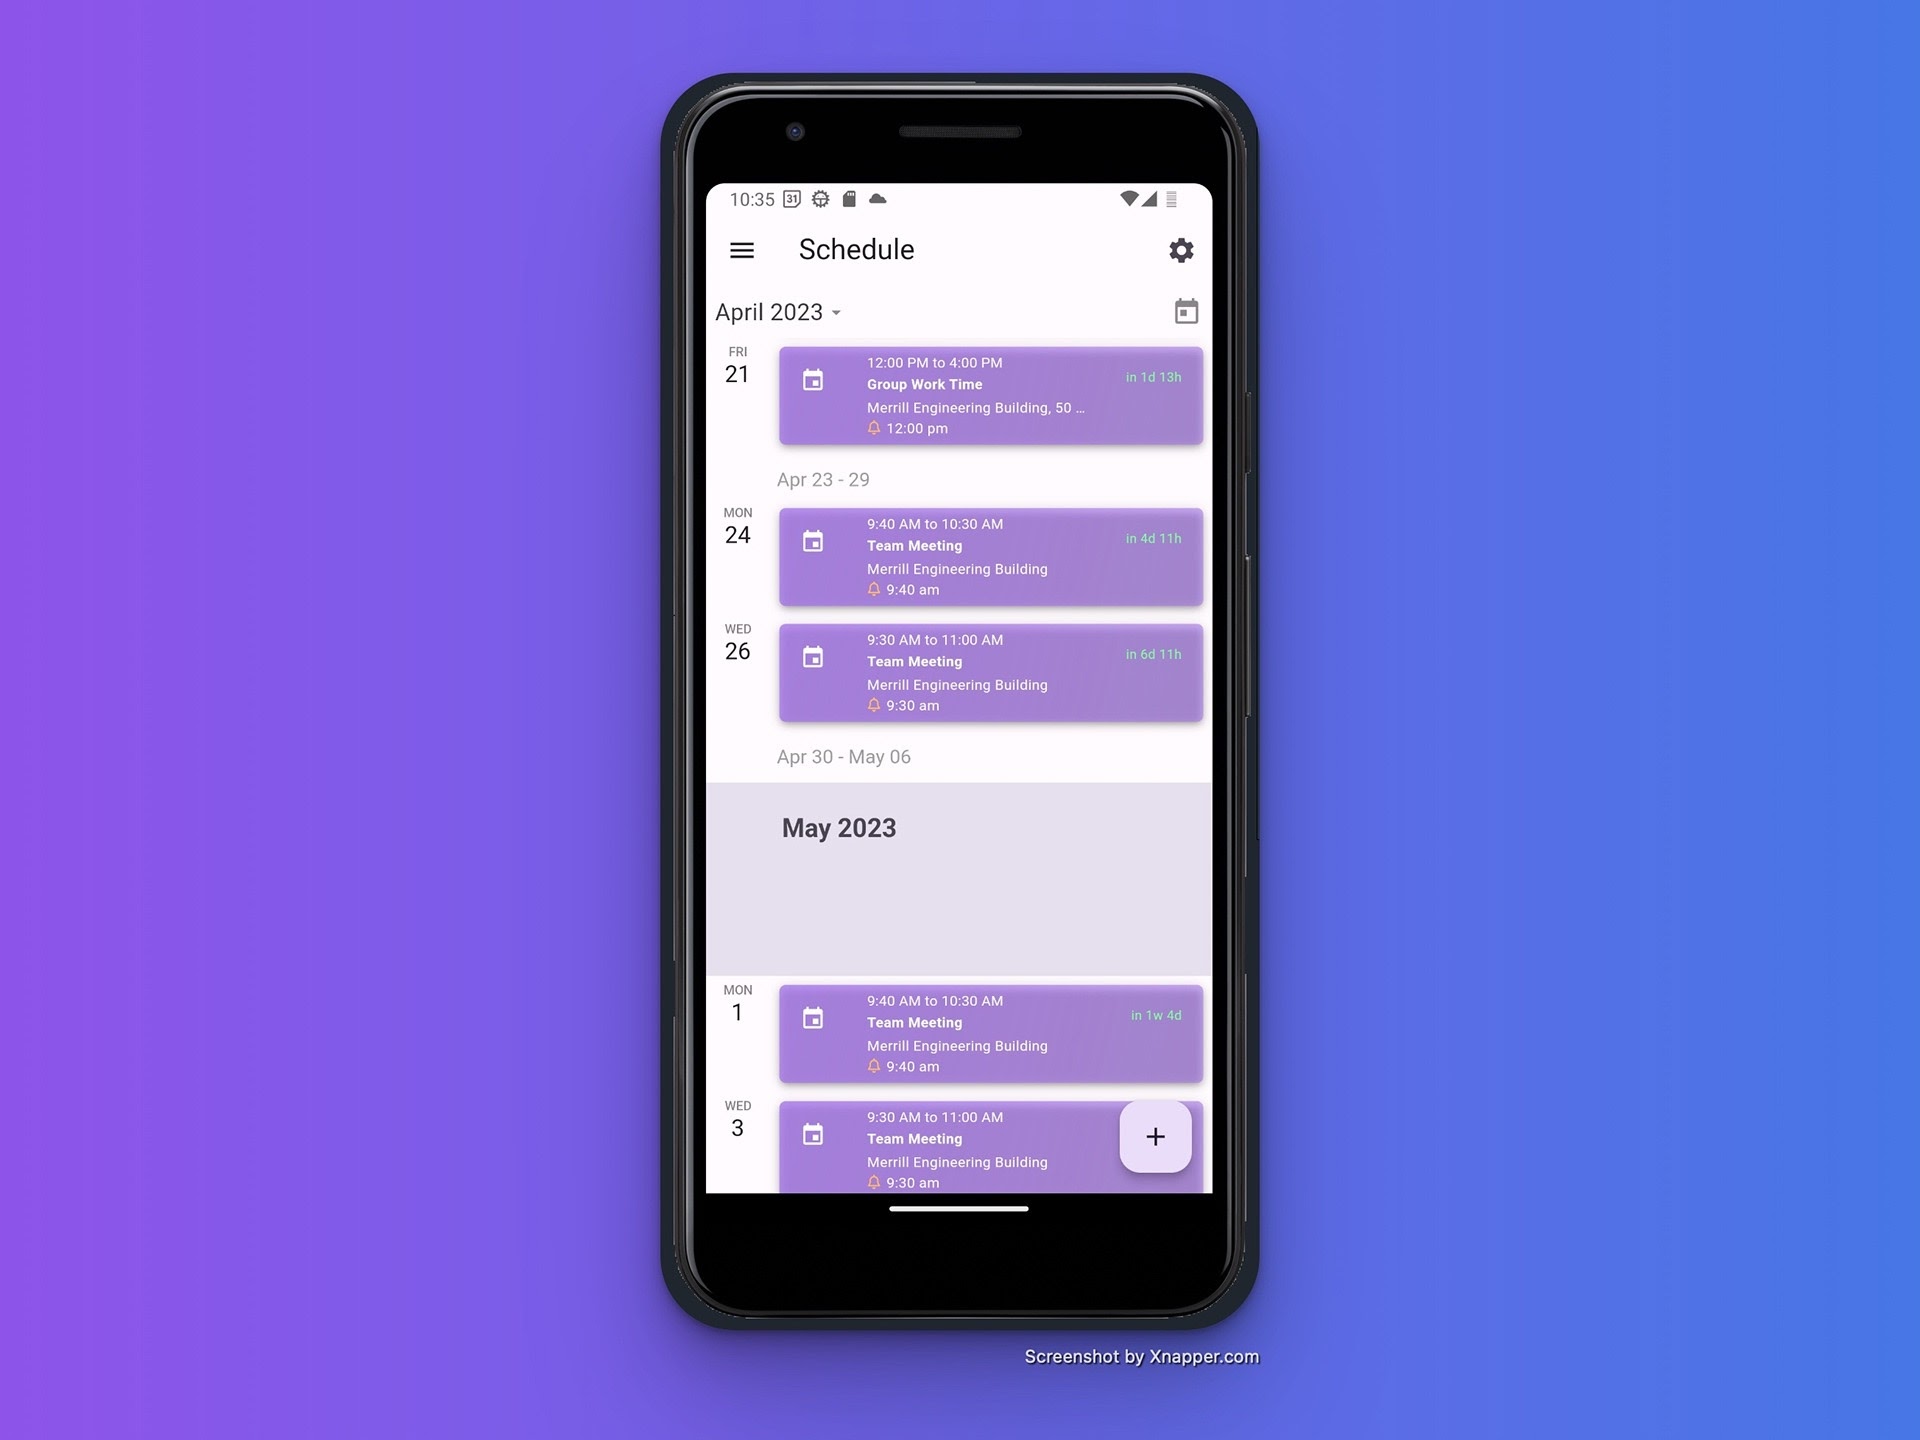 10:35 31
Schedule
April 2023
FRI
21
12:00 PM to 4:00 PM
Group Work Time
in 1d 13h
Merrill Engineering Building, 50 ...
12:00 pm
Apr 23 - 29
MON
24
9:40 AM to 10:30 AM
Team Meeting
in 4d 11h
Merrill Engineering Building
9:40 am
WED
26
9:30 AM to 11:00 AM
Team Meeting
in 6d 11h
Merrill Engineering Building
9:30 am
Apr 30 - May 06
May 2023
MON
1
9:40 AM to 10:30 AM
Team Meeting
in 1w 4d
Merrill Engineering Building
9:40 am
WED
3
9:30 AM to 11:00 AM
Team Meeting
Merrill Engineering Building
9:30 am
+
Screenshot by Xnapper.com